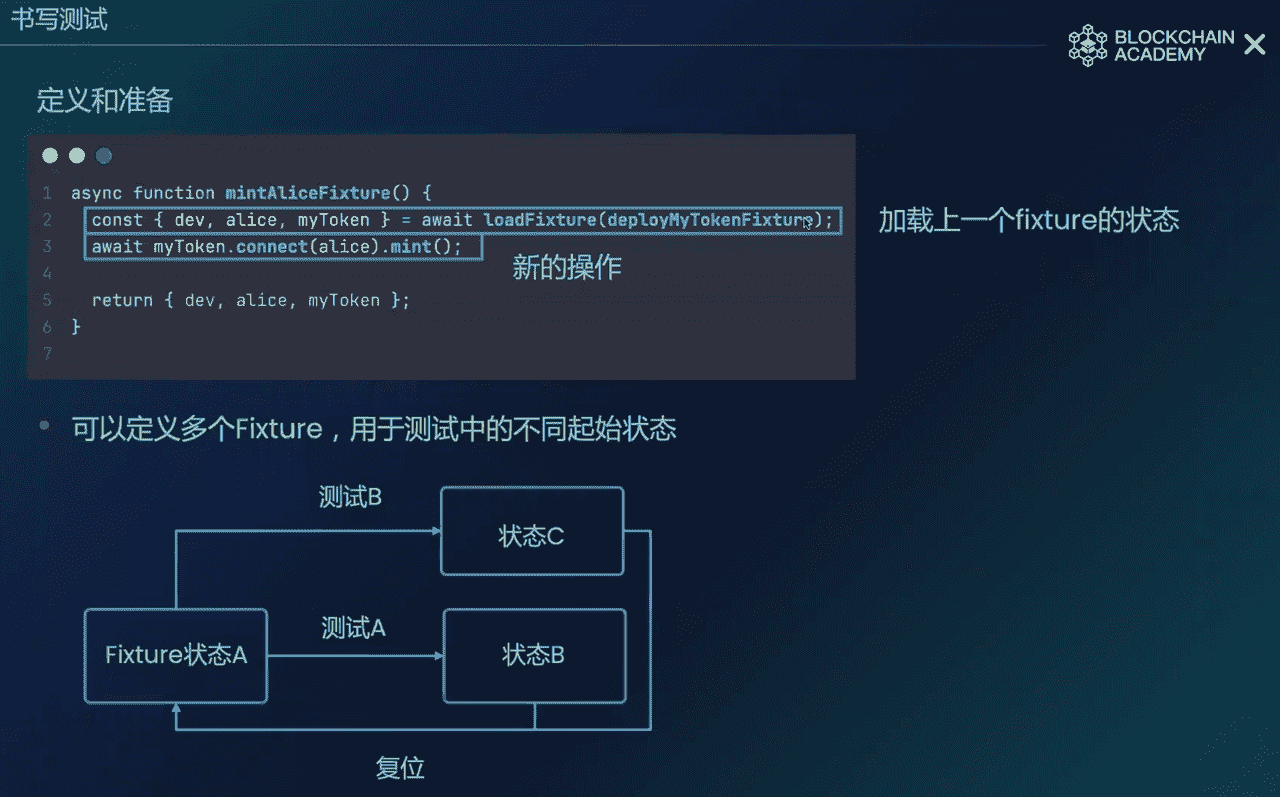 书写测试
BLOCKCHAIN
ACADEMY
定义和准备
1 async function mintAliceFixture() {
2 const { dev, alice, myToken } = await loadFixture(deployMyTokenFixture);
加载上一个fixture的状态
3 await myToken.connect(alice).mint();
新的操作
4
5 return { dev, alice, myToken };
6 }
7
• 可以定义多个Fixture，用于测试中的不同起始状态
测试B
状态C
测试A
Fixture状态A
状态B
复位